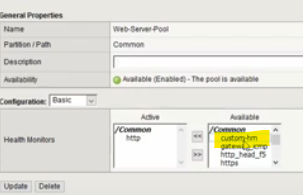 General Properties
Name Web-Server-Pool
Partition / Path Common
Description
Availability Available (Enabled) - The pool is available
Configuration: Basic
Health Monitors
Active Available
/Common /Common
http custom-hm
<< gateway_icmp
>> http_head_f5
https
Update Delete